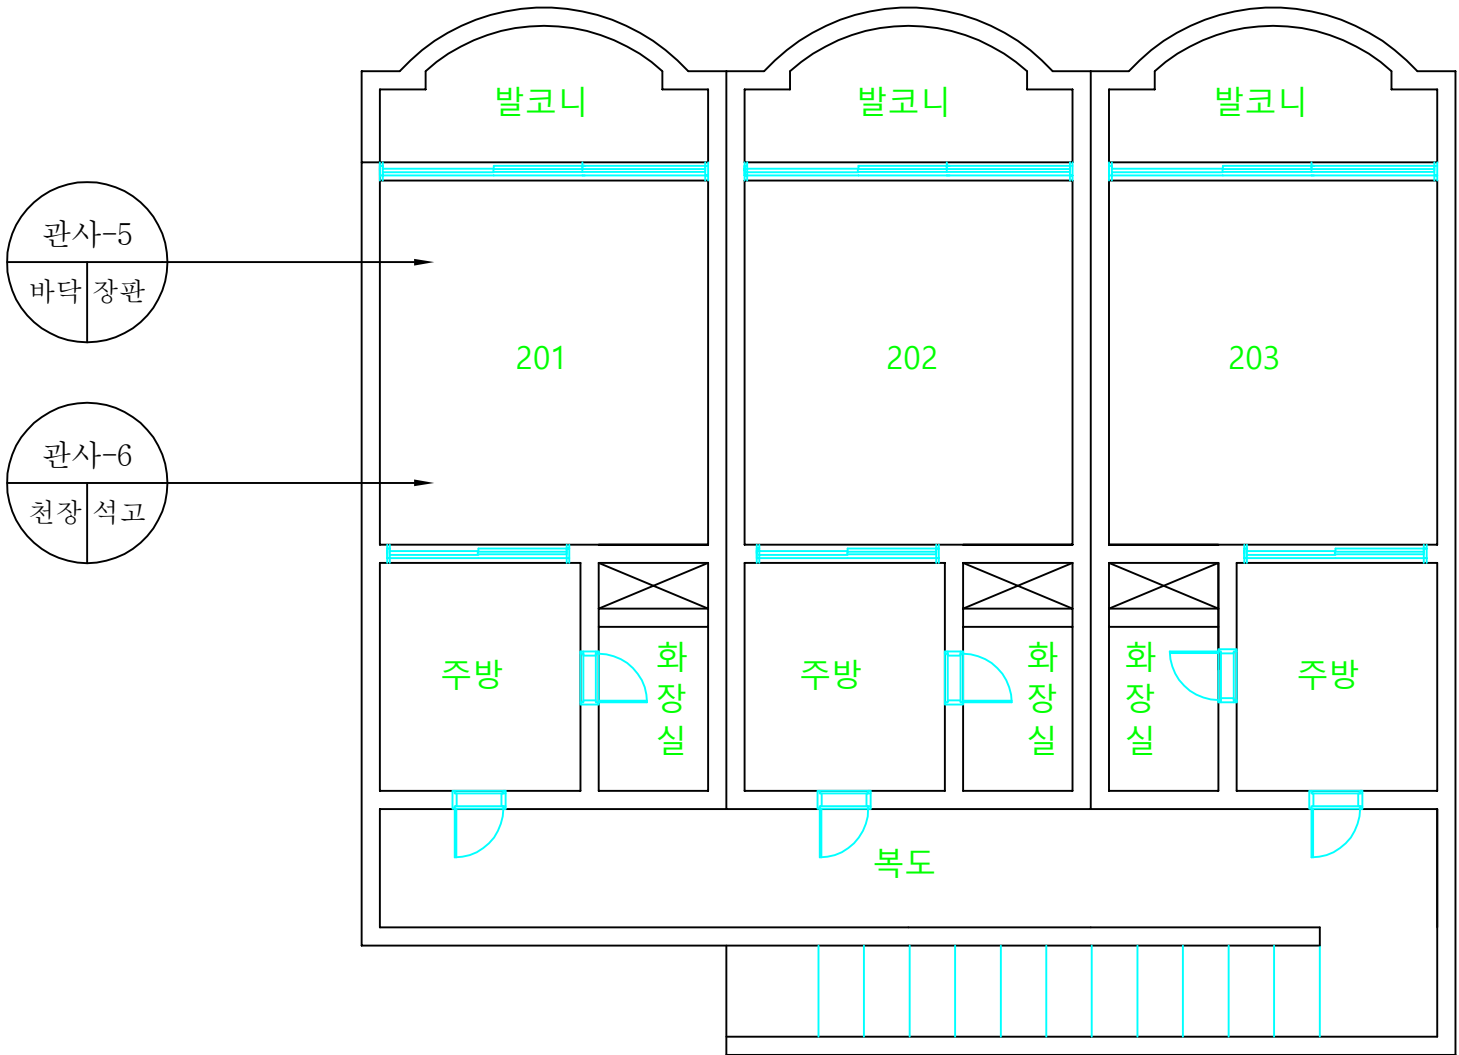 발코니 발코니 발코니
관사-5
바닥 장판
201 202 203
관사-6
천장 석고
주방 화장실 주방 화장실 화장실 주방
복도